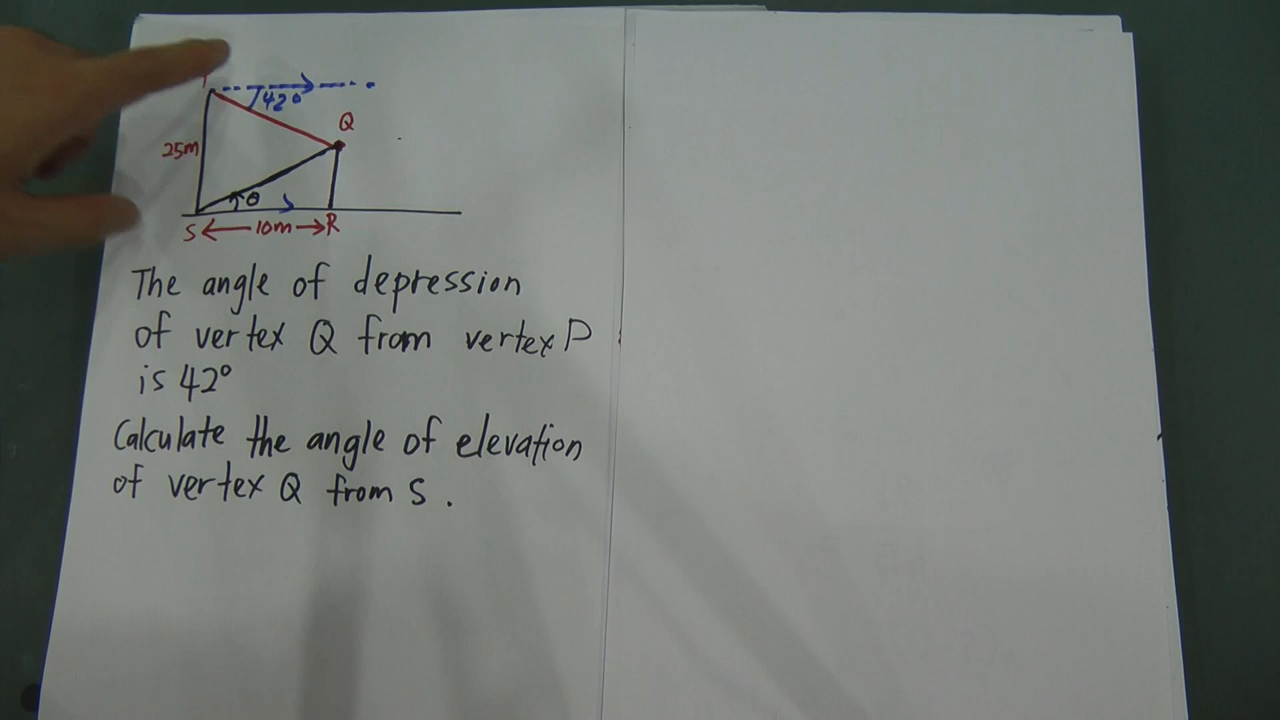 42°
Q
25m
θ
S 10m R
The angle of depression
of vertex Q from vertex P
is 42°
Calculate the angle of elevation
of vertex Q from S.